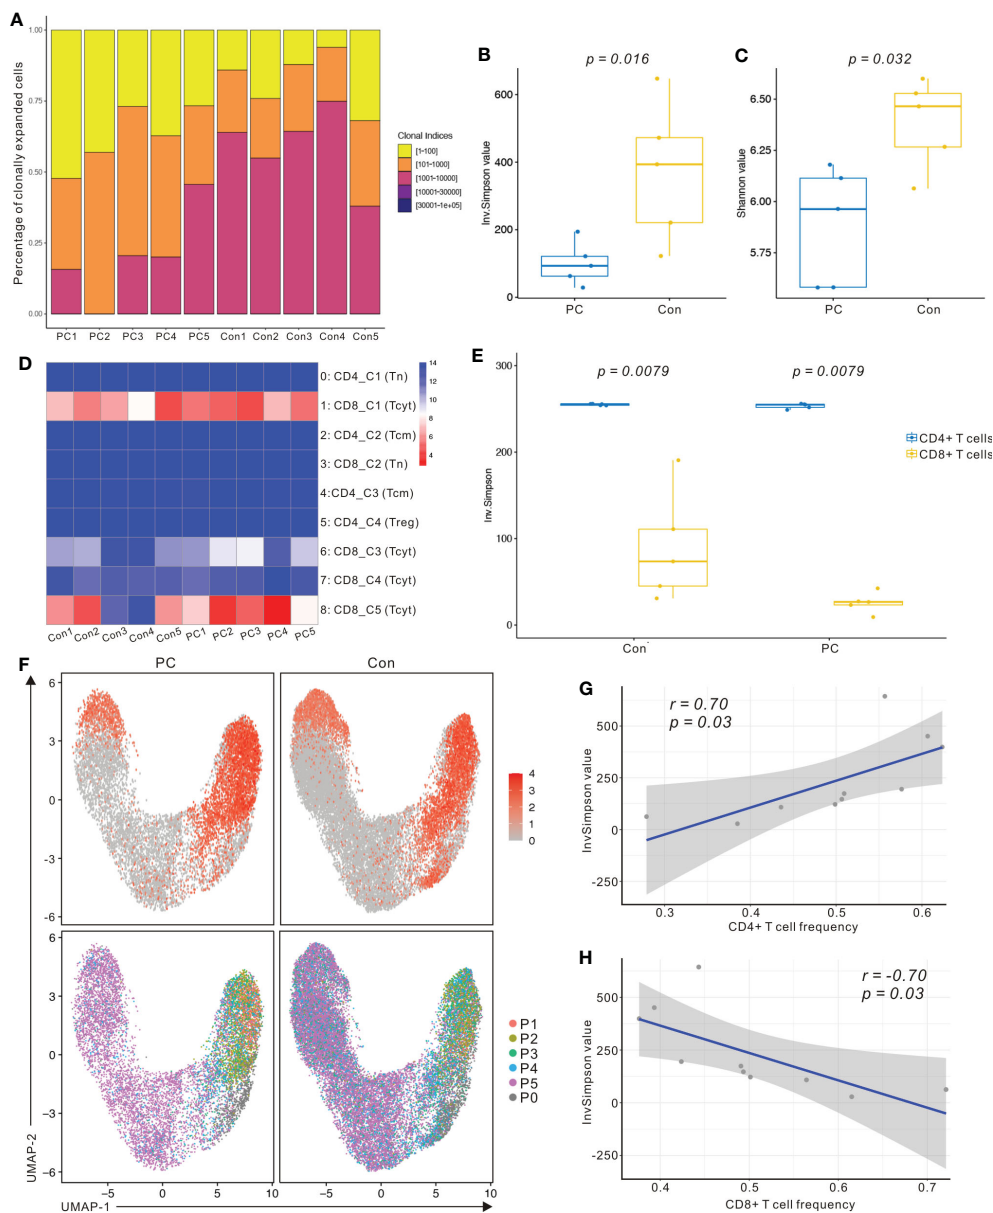 A
Percentage of clonally expanded cells
1.00
0.75
0.50
0.25
0.00
PC1 PC2 PC3 PC4 PC5 Con1 Con2 Con3 Con4 Con5
Clonal Indices
[1-100]
[101-1000]
[1001-10000]
[10001-30000]
[30001-1e+05]
B
p = 0.016
Inv.Simpson value
600
400
200
0
PC Con
C
p = 0.032
Shannon value
6.50
6.25
6.00
5.75
PC Con
D
0: CD4_C1 (Tn)
1: CD8_C1 (Tcyt)
2: CD4_C2 (Tcm)
3: CD8_C2 (Tn)
4:CD4_C3 (Tcm)
5: CD4_C4 (Treg)
6: CD8_C3 (Tcyt)
7: CD8_C4 (Tcyt)
8: CD8_C5 (Tcyt)
Con1 Con2 Con3 Con4 Con5 PC1 PC2 PC3 PC4 PC5
14
12
10
8
6
4
E
p = 0.0079 p = 0.0079
Inv.Simpson
300
200
100
0
Con PC
CD4+ T cells
CD8+ T cells
F
PC Con
6
3
0
-3
-6
4
3
2
1
0
6
3
0
-3
-6
P1
P2
P3
P4
P5
P0
−5 0 5 10 −5 0 5 10
UMAP-1
UMAP-2
G
r = 0.70
p = 0.03
InvSimpson value
500
250
0
-250
0.3 0.4 0.5 0.6
CD4+ T cell frequency
H
r = -0.70
p = 0.03
InvSimpson value
500
250
0
-250
0.4 0.5 0.6 0.7
CD8+ T cell frequency